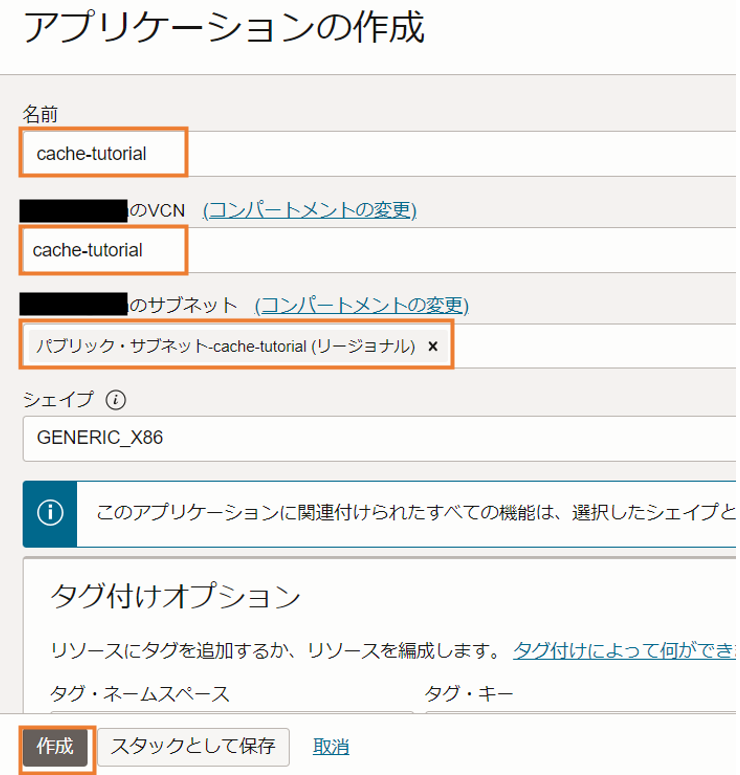 アプリケーションの作成
名前
cache-tutorial
のVCN (コンパートメントの変更)
cache-tutorial
のサブネット (コンパートメントの変更)
パブリック・サブネット-cache-tutorial (リージョナル) ×
シェイプ i
GENERIC_X86
i このアプリケーションに関連付けられたすべての機能は、選択したシェイプと
タグ付けオプション
リソースにタグを追加するか、リソースを編成します。 タグ付けによって何ができま
タグ・ネームスペース タグ・キー
作成 スタックとして保存 取消